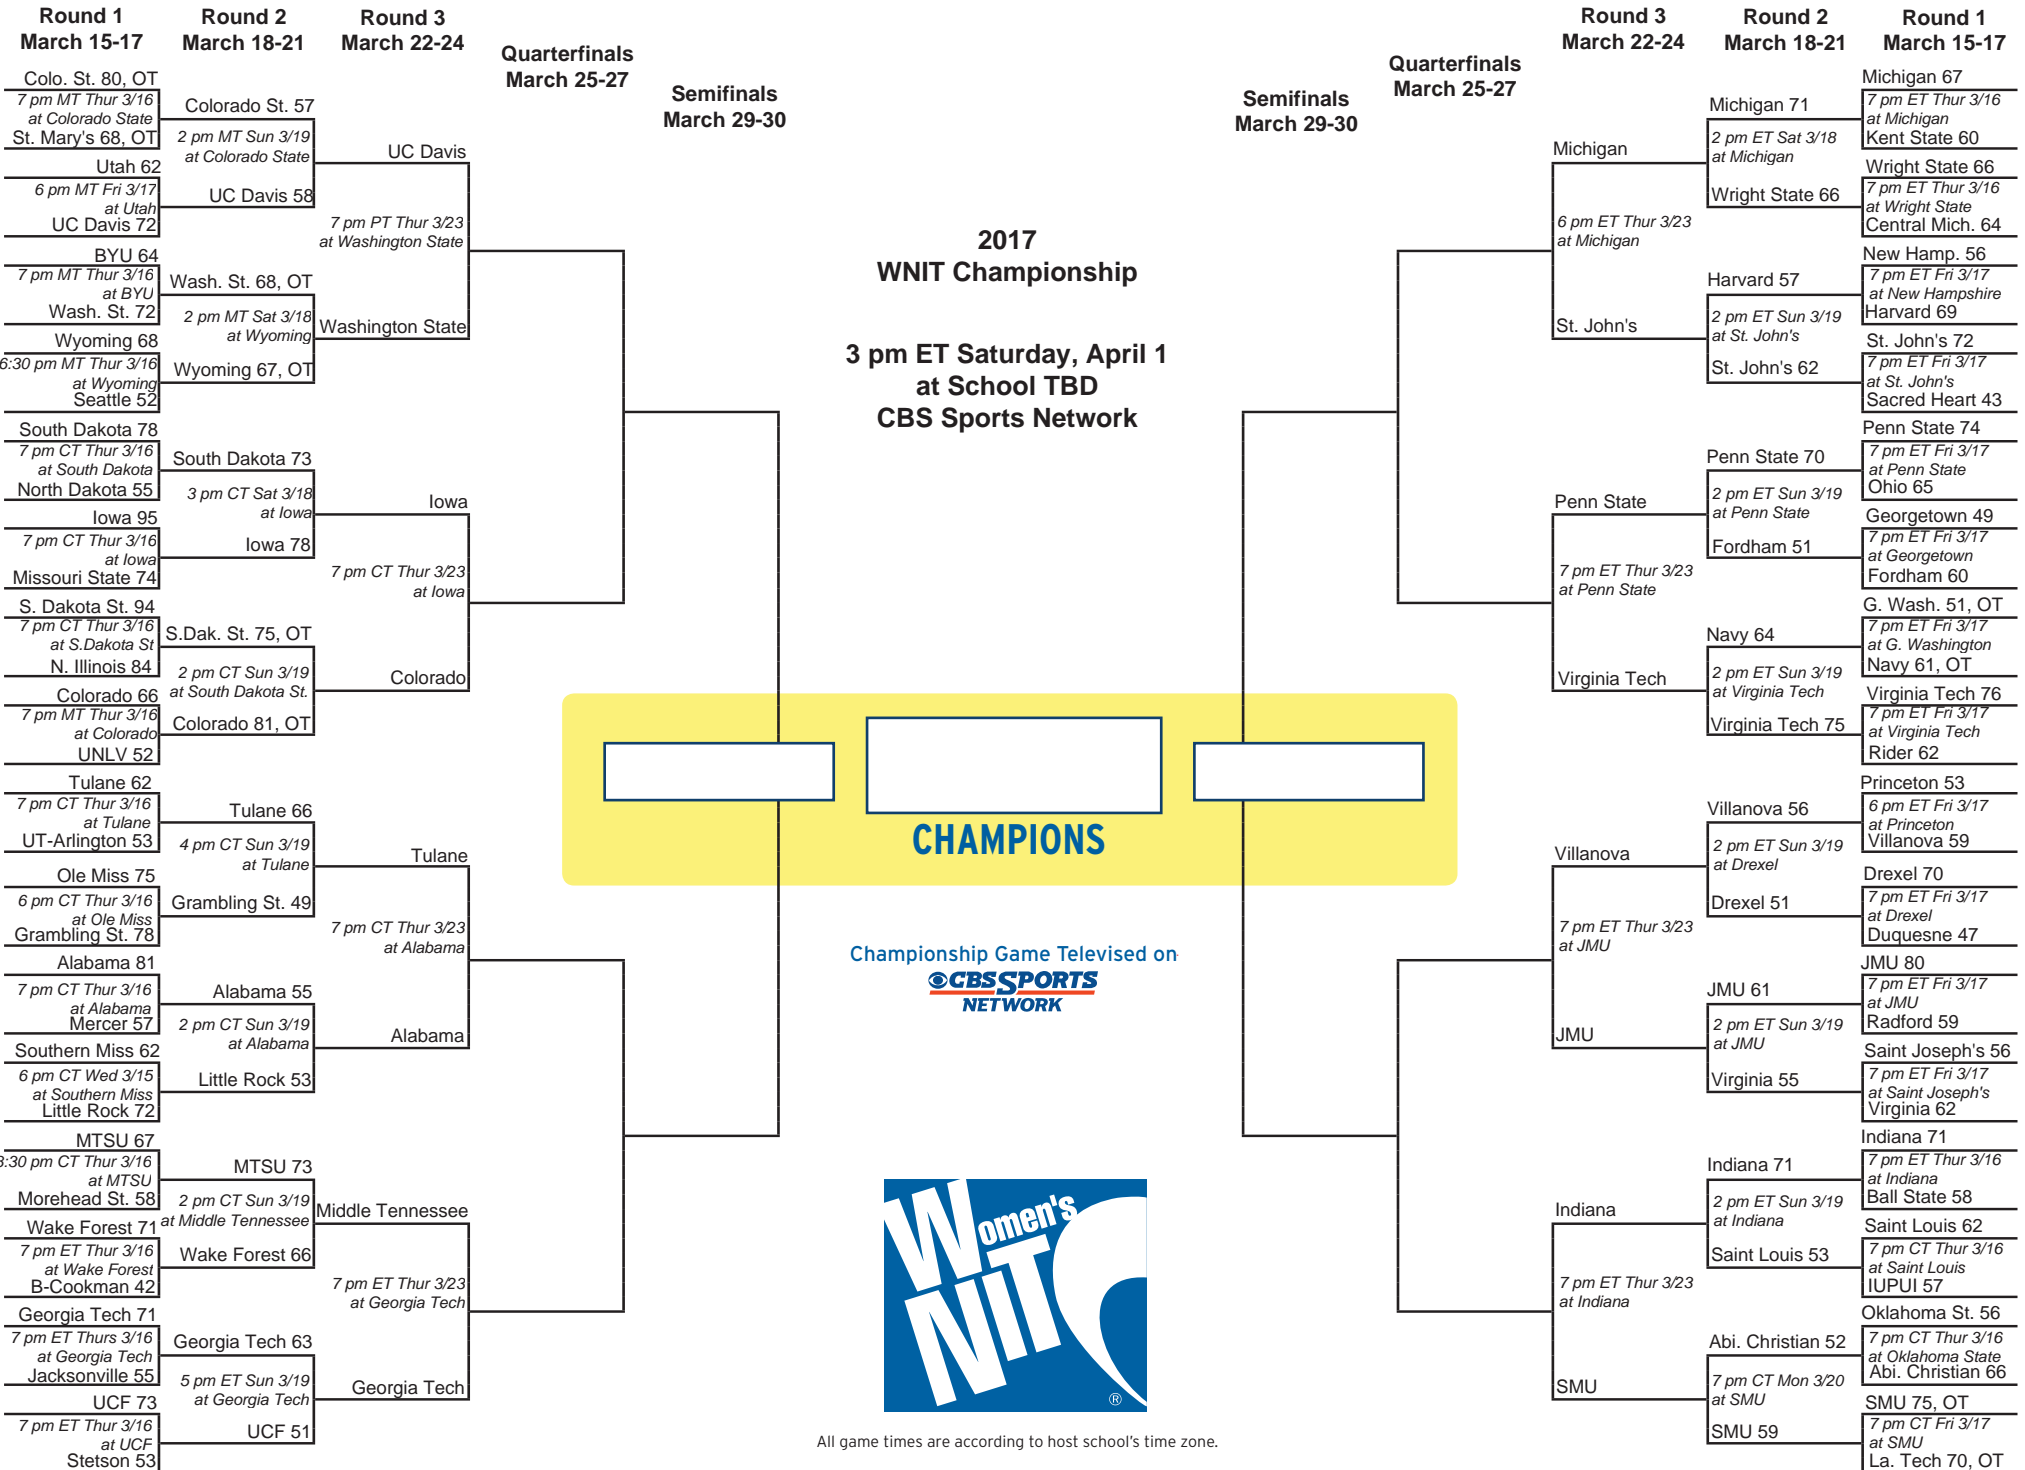 Round 1
March 15-17
Round 2
March 18-21
Round 3
March 22-24
Quarterfinals
March 25-27
Semifinals
March 29-30
Semifinals
March 29-30
Quarterfinals
March 25-27
Round 3
March 22-24
Round 2
March 18-21
Round 1
March 15-17
Colo. St. 80, OT
7 pm MT Thur 3/16
at Colorado State
St. Mary's 68, OT
Utah 62
6 pm MT Fri 3/17
at Utah
UC Davis 72
BYU 64
7 pm MT Thur 3/16
at BYU
Wash. St. 72
Wyoming 68
6:30 pm MT Thur 3/16
at Wyoming
Seattle 52
South Dakota 78
7 pm CT Thur 3/16
at South Dakota
North Dakota 55
Iowa 95
7 pm CT Thur 3/16
at Iowa
Missouri State 74
S. Dakota St. 94
7 pm CT Thur 3/16
at S.Dakota St
N. Illinois 84
Colorado 66
7 pm MT Thur 3/16
at Colorado
UNLV 52
Tulane 62
7 pm CT Thur 3/16
at Tulane
UT-Arlington 53
Ole Miss 75
6 pm CT Thur 3/16
at Ole Miss
Grambling St. 78
Alabama 81
7 pm CT Thur 3/16
at Alabama
Mercer 57
Southern Miss 62
6 pm CT Wed 3/15
at Southern Miss
Little Rock 72
MTSU 67
:30 pm CT Thur 3/16
at MTSU
Morehead St. 58
Wake Forest 71
7 pm ET Thur 3/16
at Wake Forest
B-Cookman 42
Georgia Tech 71
7 pm ET Thurs 3/16
at Georgia Tech
Jacksonville 55
UCF 73
7 pm ET Thur 3/16
at UCF
Stetson 53
Colorado St. 57
2 pm MT Sun 3/19
at Colorado State
UC Davis 58
Wash. St. 68, OT
2 pm MT Sat 3/18
at Wyoming
Wyoming 67, OT
South Dakota 73
3 pm CT Sat 3/18
at Iowa
Iowa 78
S.Dak. St. 75, OT
2 pm CT Sun 3/19
at South Dakota St.
Colorado 81, OT
Tulane 66
4 pm CT Sun 3/19
at Tulane
Grambling St. 49
Alabama 55
2 pm CT Sun 3/19
at Alabama
Little Rock 53
MTSU 73
2 pm CT Sun 3/19
at Middle Tennessee
Wake Forest 66
Georgia Tech 63
5 pm ET Sun 3/19
at Georgia Tech
UCF 51
UC Davis
7 pm PT Thur 3/23
at Washington State
Washington State
Iowa
7 pm CT Thur 3/23
at Iowa
Colorado
Tulane
7 pm CT Thur 3/23
at Alabama
Alabama
Middle Tennessee
7 pm ET Thur 3/23
at Georgia Tech
Georgia Tech
2017
WNIT Championship
3 pm ET Saturday, April 1
at School TBD
CBS Sports Network
CHAMPIONS
Championship Game Televised on
CBS SPORTS
NETWORK
Women's
NIT
®
All game times are according to host school's time zone.
Michigan
6 pm ET Thur 3/23
at Michigan
St. John's
Penn State
7 pm ET Thur 3/23
at Penn State
Virginia Tech
Villanova
7 pm ET Thur 3/23
at JMU
JMU
Indiana
7 pm ET Thur 3/23
at Indiana
SMU
Michigan 71
2 pm ET Sat 3/18
at Michigan
Wright State 66
Harvard 57
2 pm ET Sun 3/19
at St. John's
St. John's 62
Penn State 70
2 pm ET Sun 3/19
at Penn State
Fordham 51
Navy 64
2 pm ET Sun 3/19
at Virginia Tech
Virginia Tech 75
Villanova 56
2 pm ET Sun 3/19
at Drexel
Drexel 51
JMU 61
2 pm ET Sun 3/19
at JMU
Virginia 55
Indiana 71
2 pm ET Sun 3/19
at Indiana
Saint Louis 53
Abi. Christian 52
7 pm CT Mon 3/20
at SMU
SMU 59
Michigan 67
7 pm ET Thur 3/16
at Michigan
Kent State 60
Wright State 66
7 pm ET Thur 3/16
at Wright State
Central Mich. 64
New Hamp. 56
7 pm ET Fri 3/17
at New Hampshire
Harvard 69
St. John's 72
7 pm ET Fri 3/17
at St. John's
Sacred Heart 43
Penn State 74
7 pm ET Fri 3/17
at Penn State
Ohio 65
Georgetown 49
7 pm ET Fri 3/17
at Georgetown
Fordham 60
G. Wash. 51, OT
7 pm ET Fri 3/17
at G. Washington
Navy 61, OT
Virginia Tech 76
7 pm ET Fri 3/17
at Virginia Tech
Rider 62
Princeton 53
6 pm ET Fri 3/17
at Princeton
Villanova 59
Drexel 70
7 pm ET Fri 3/17
at Drexel
Duquesne 47
JMU 80
7 pm ET Fri 3/17
at JMU
Radford 59
Saint Joseph's 56
7 pm ET Fri 3/17
at Saint Joseph's
Virginia 62
Indiana 71
7 pm ET Thur 3/16
at Indiana
Ball State 58
Saint Louis 62
7 pm CT Thur 3/16
at Saint Louis
IUPUI 57
Oklahoma St. 56
7 pm CT Thur 3/16
at Oklahoma State
Abi. Christian 66
SMU 75, OT
7 pm CT Fri 3/17
at SMU
La. Tech 70, OT